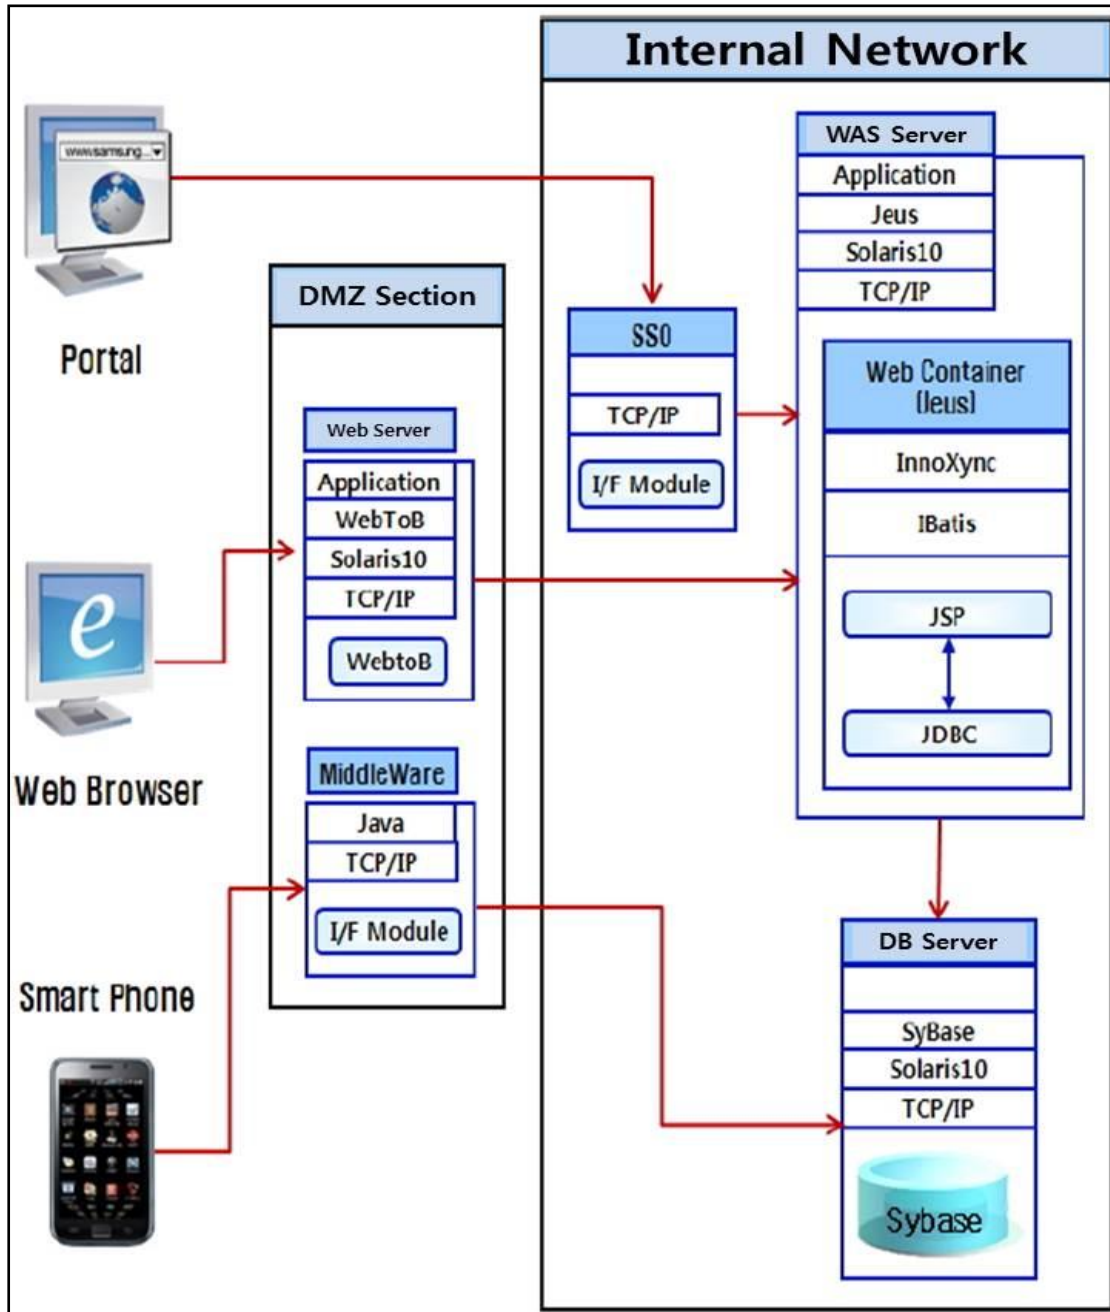 Internal Network
www.samsung...
Portal
DMZ Section
Web Server
Application
WebToB
Solaris10
TCP/IP
WebtoB
MiddleWare
Java
TCP/IP
I/F Module
Web Browser
Smart Phone
SSO
TCP/IP
I/F Module
WAS Server
Application
Jeus
Solaris10
TCP/IP
Web Container
(Jeus)
InnoXync
IBatis
JSP
JDBC
DB Server
SyBase
Solaris10
TCP/IP
Sybase